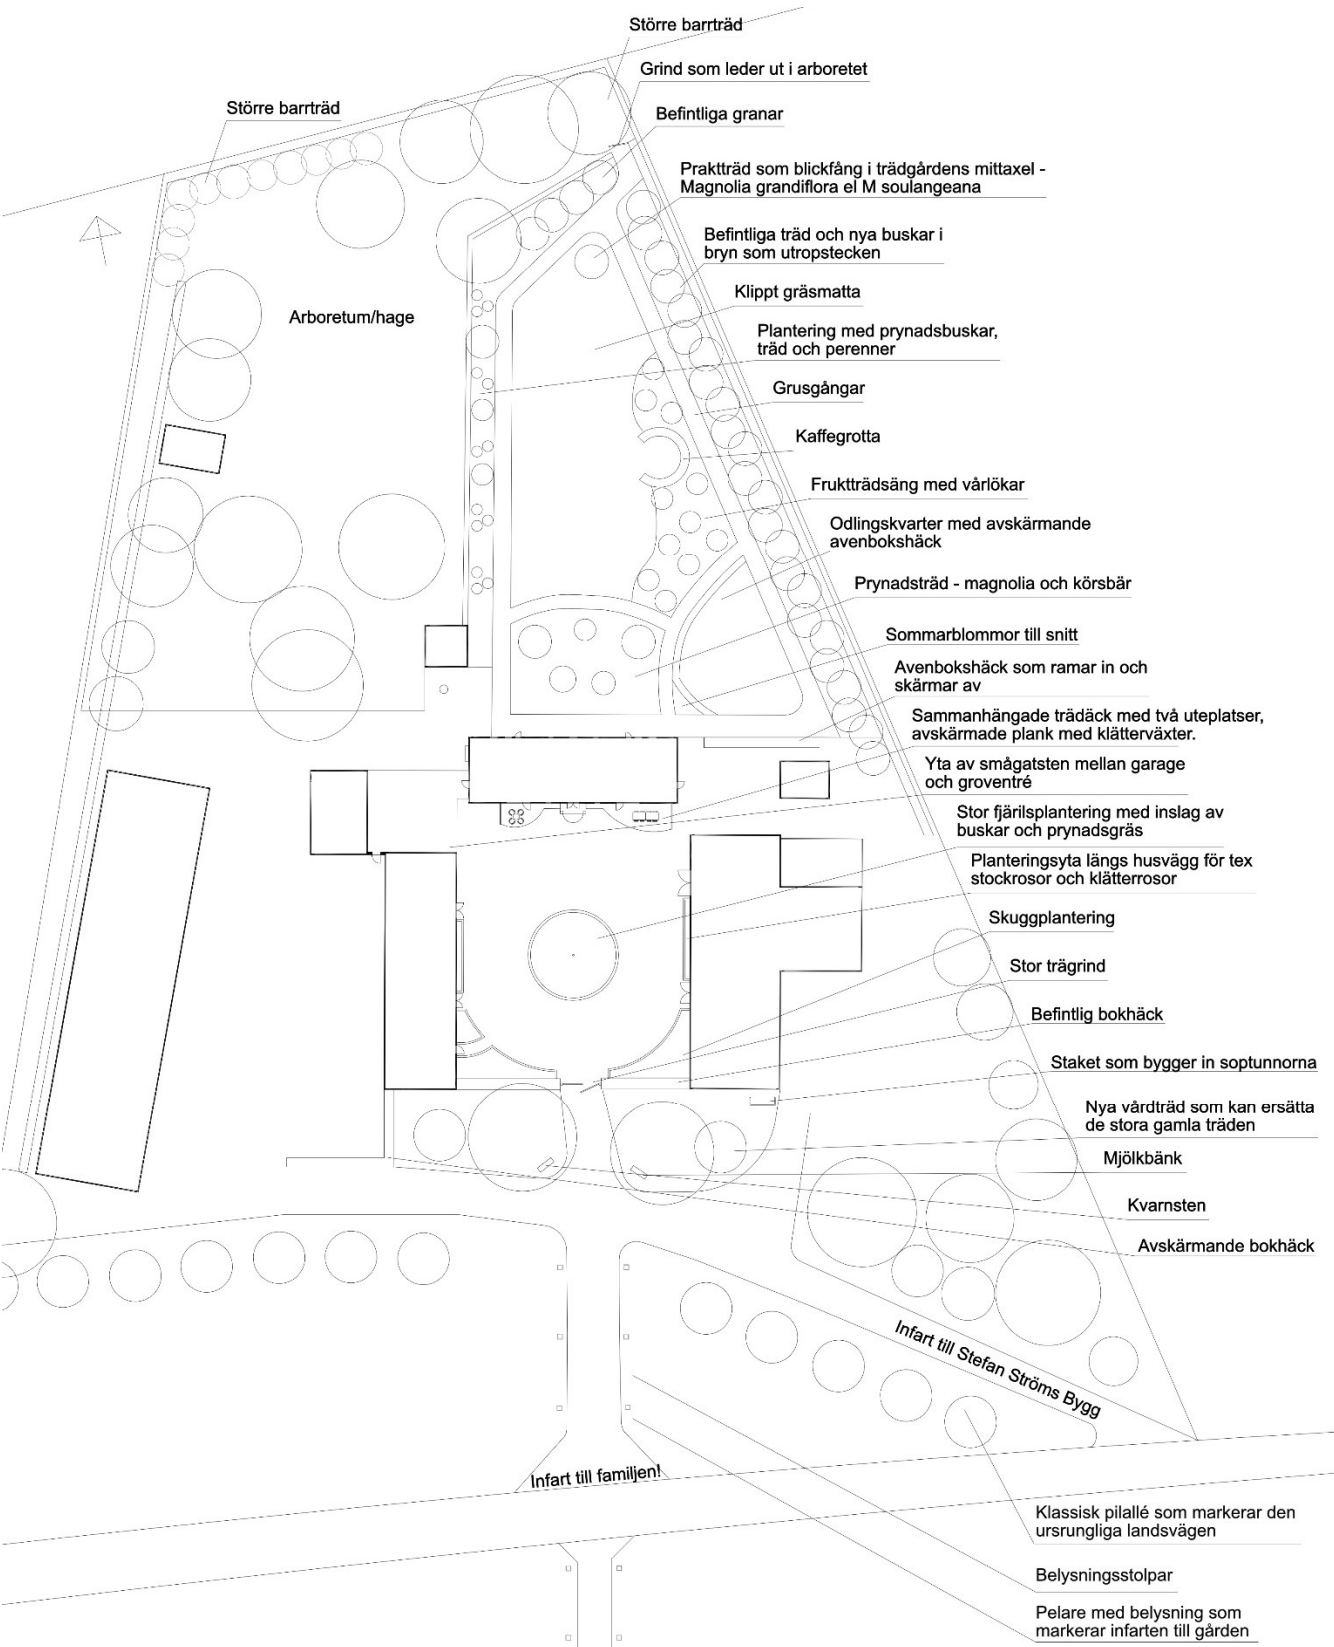 Större barrträd
Grind som leder ut i arboretet
Större barrträd
Befintliga granar
Praktträd som blickfång i trädgårdens mittaxel -
Magnolia grandiflora el M soulangeana
Befintliga träd och nya buskar i
bryn som utropstecken
Klippt gräsmatta
Arboretum/hage
Plantering med prynadsbuskar,
träd och perenner
Grusgångar
Kaffegrotta
Fruktträdsäng med vårlökar
Odlingskvarter med avskärmande
avenbokshäck
Prynadsträd - magnolia och körsbär
Sommarblommor till snitt
Avenbokshäck som ramar in och
skärmar av
Sammanhängade trädäck med två uteplatser,
avskärmade plank med klätterväxter.
Yta av smågatsten mellan garage
och groventré
Stor fjärilsplantering med inslag av
buskar och prynadsgräs
Planteringsyta längs husvägg för tex
stockrosor och klätterrosor
Skuggplantering
Stor trägrind
Befintlig bokhäck
Staket som bygger in soptunnorna
Nya vårdträd som kan ersätta
de stora gamla träden
Mjölkbänk
Kvarnsten
Avskärmande bokhäck
Infart till Stefan Ströms Bygg
Infart till familjen!
Klassisk pilallé som markerar den
ursrungliga landsvägen
Belysningsstolpar
Pelare med belysning som
markerar infarten till gården